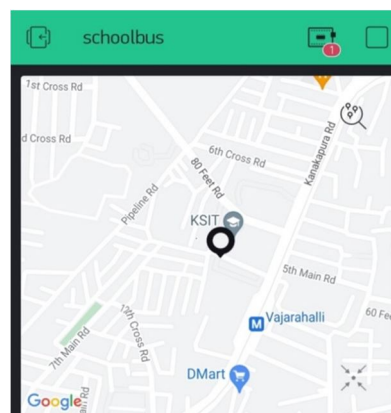 schoolbus
1
1st Cross Rd
d Cross Rd
6th Cross Rd
80 Feet Rd
Kanakapura Rd
Pipeline Rd
KSIT
5th Main Rd
Vajarahalli
M
60 Fee
12th Cross Rd
7th Main Rd
DMart
Google